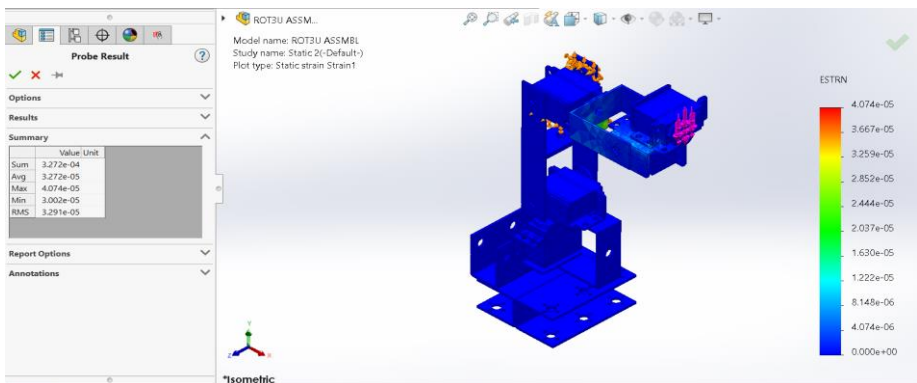 Probe Result
Options
Results
Summary
Value Unit
Sum 3.272e-04
Avg 3.272e-05
Max 4.074e-05
Min 3.002e-05
RMS 3.291e-05
Report Options
Annotations
ROT3U ASSM...
Model name: ROT3U ASSMBL
Study name: Static 2(-Default-)
Plot type: Static strain Strain1
ESTRN
4.074e-05
3.667e-05
3.259e-05
2.852e-05
2.444e-05
2.037e-05
1.630e-05
1.222e-05
8.148e-06
4.074e-06
0.000e+00
Y
Z
X
*Isometric